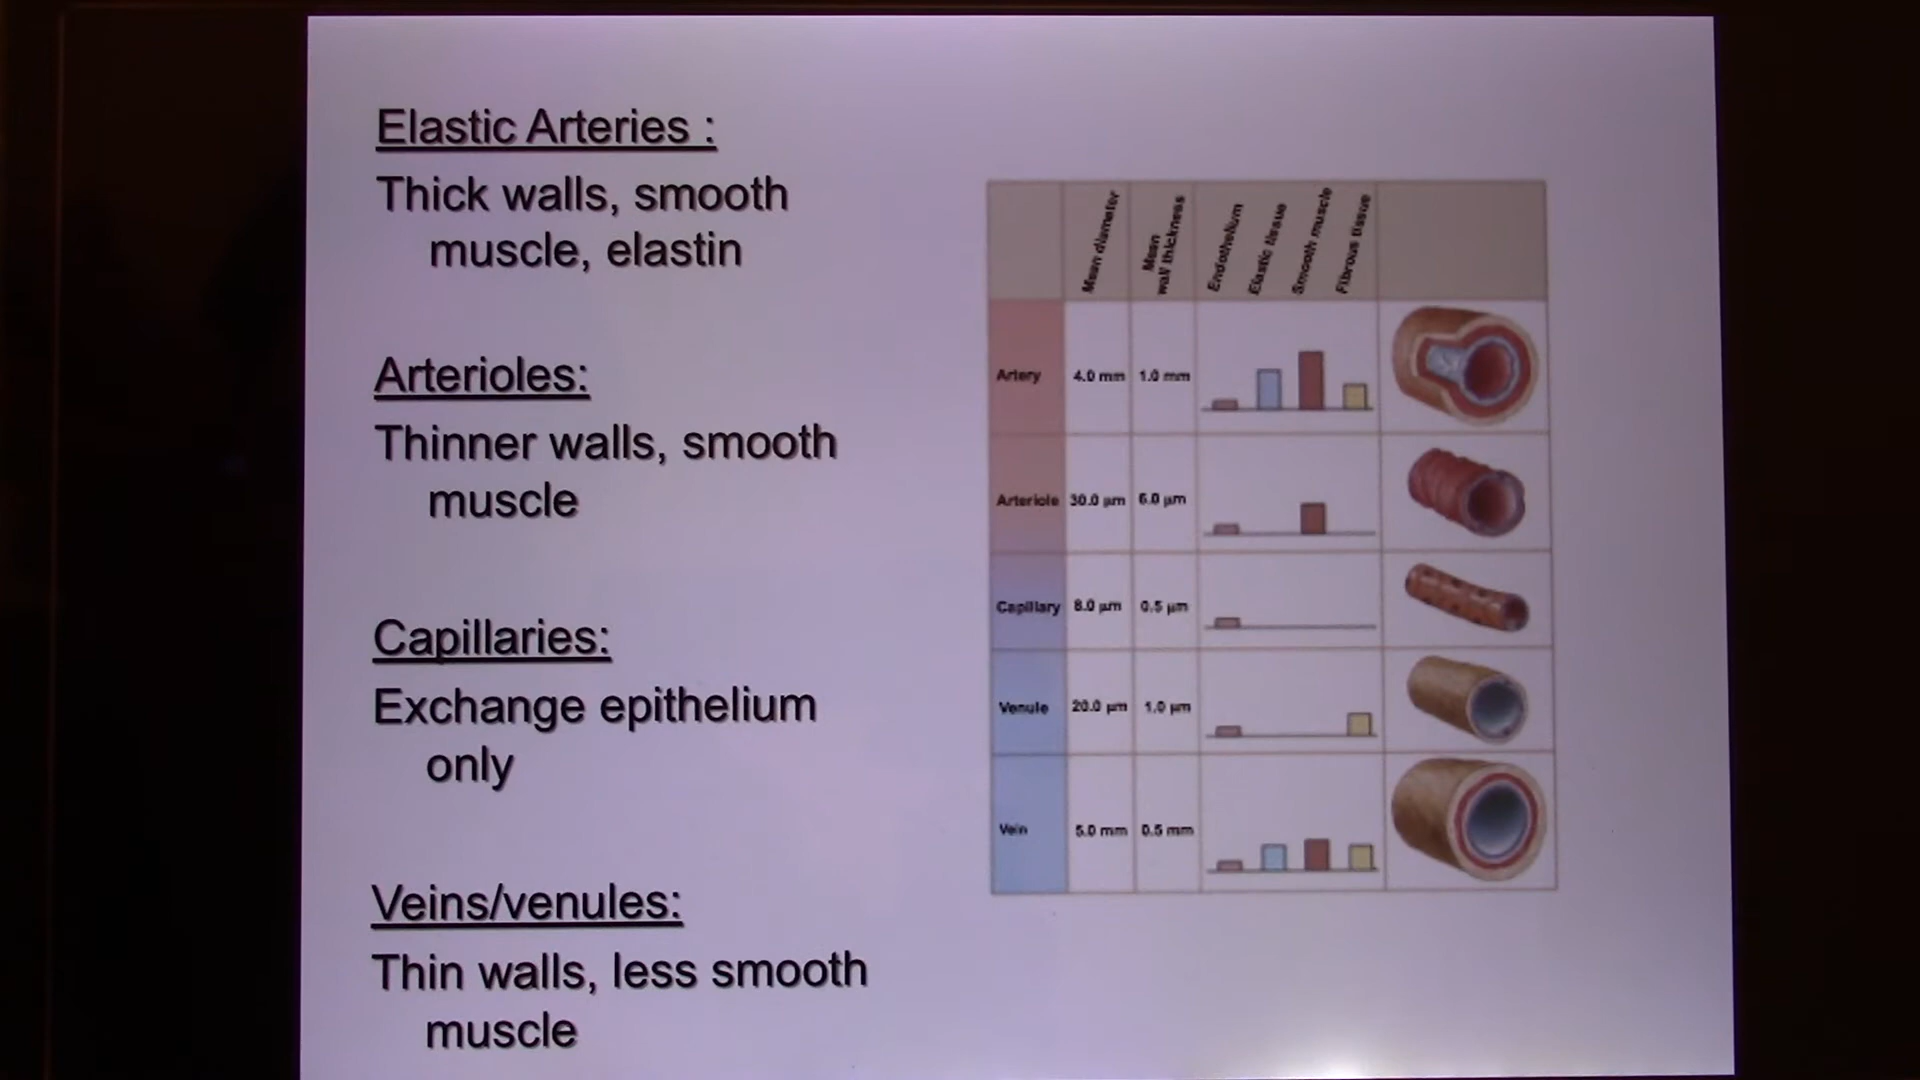 Elastic Arteries :
Thick walls, smooth
muscle, elastin
Arterioles:
Thinner walls, smooth
muscle
Capillaries:
Exchange epithelium
only
Veins/venules:
Thin walls, less smooth
muscle
Mean diameter
Mean
wall thickness
Endothelium
Elastic tissue
Smooth muscle
Fibrous tissue
Artery 4.0 mm 1.0 mm
Arteriole 30.0 µm 6.0 µm
Capillary 8.0 µm 0.5 µm
Venule 20.0 µm 1.0 µm
Vein 5.0 mm 0.5 mm